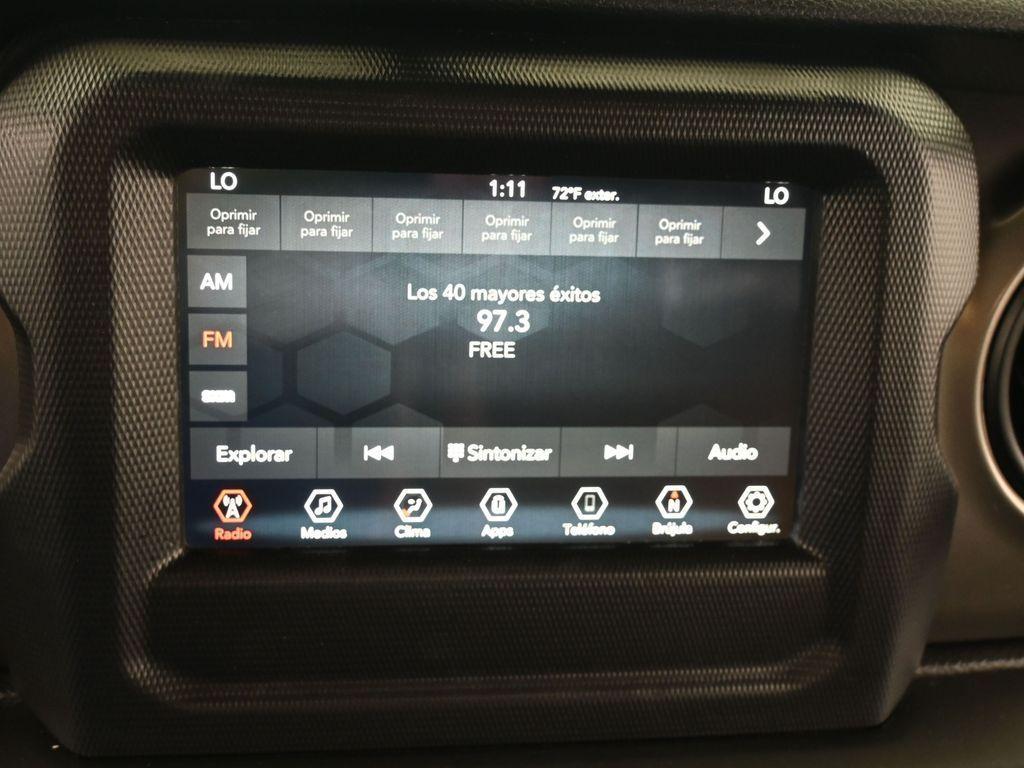 LO 1:11 72°F exter. LO
Oprimir para fijar
Oprimir para fijar
Oprimir para fijar
Oprimir para fijar
Oprimir para fijar
Oprimir para fijar
AM
Los 40 mayores éxitos
97.3
FM
FREE
sxm
Explorar Sintonizar Audio
Radio Medios Clima Apps Teléfono Brújula Configur.
N